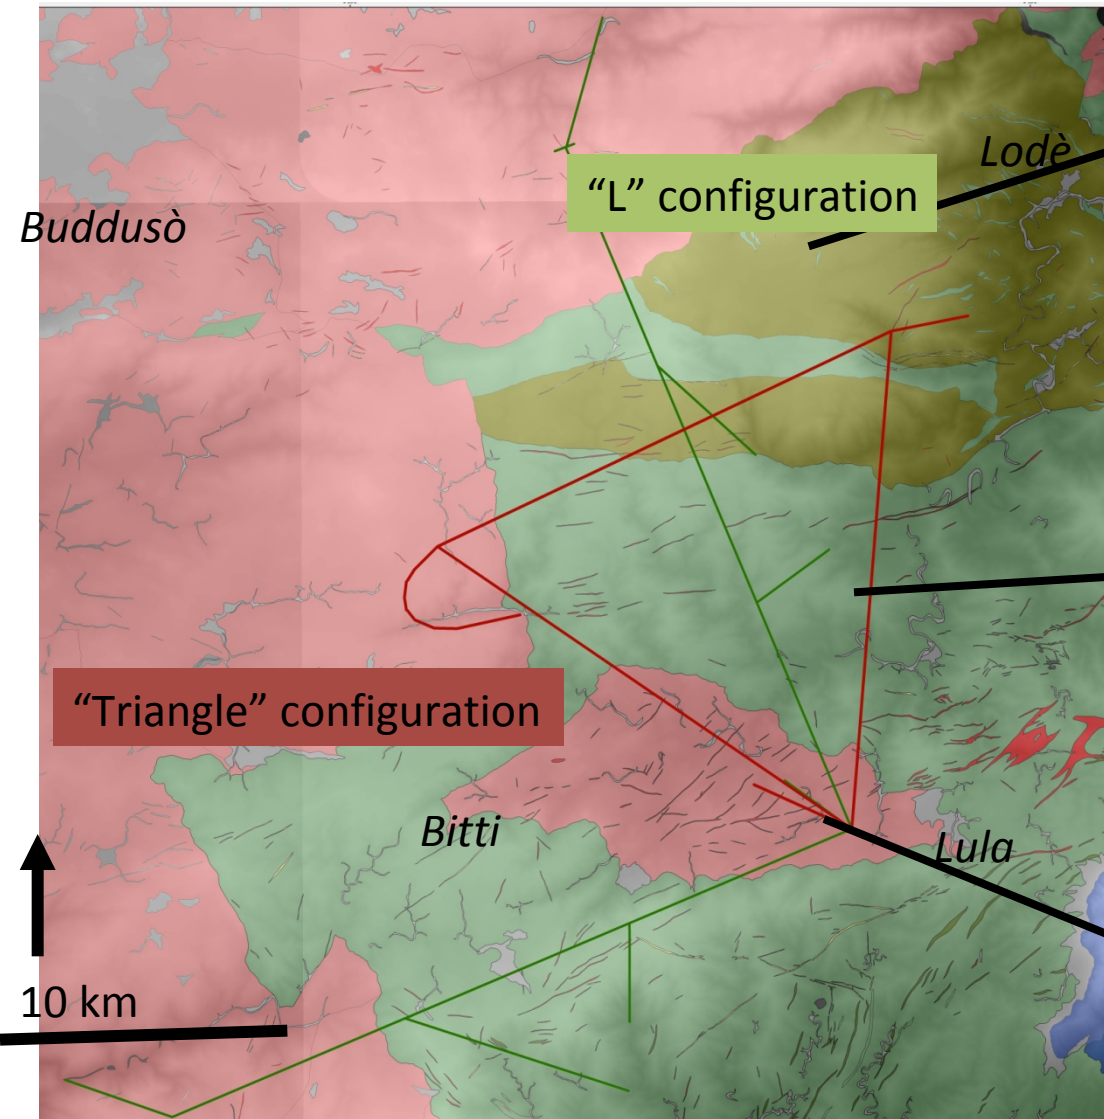 Lodè
“L” configuration
Buddusò
“Triangle” configuration
Bitti
Lula
10 km